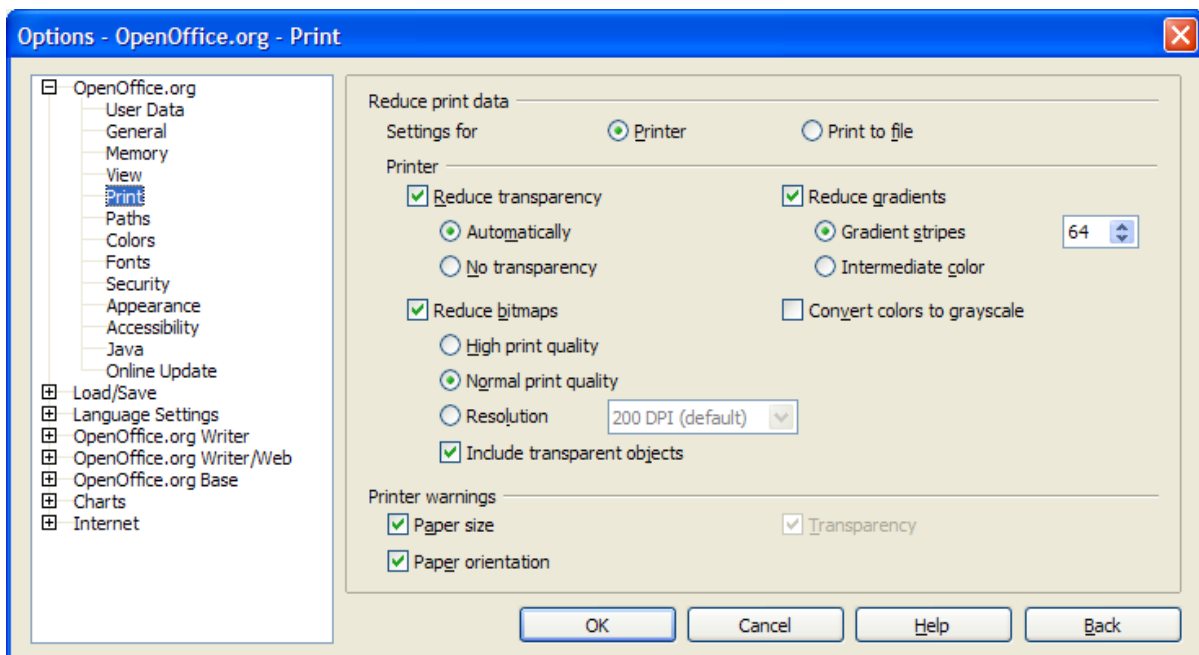 Options - OpenOffice.org - Print
OpenOffice.org
User Data
General
Memory
View
Print
Paths
Colors
Fonts
Security
Appearance
Accessibility
Java
Online Update
Load/Save
Language Settings
OpenOffice.org Writer
OpenOffice.org Writer/Web
OpenOffice.org Base
Charts
Internet
Reduce print data
Settings for Printer Print to file
Printer
Reduce transparency Reduce gradients
Automatically Gradient stripes 64
No transparency Intermediate color
Reduce bitmaps Convert colors to grayscale
High print quality
Normal print quality
Resolution 200 DPI (default)
Include transparent objects
Printer warnings
Paper size Transparency
Paper orientation
OK Cancel Help Back